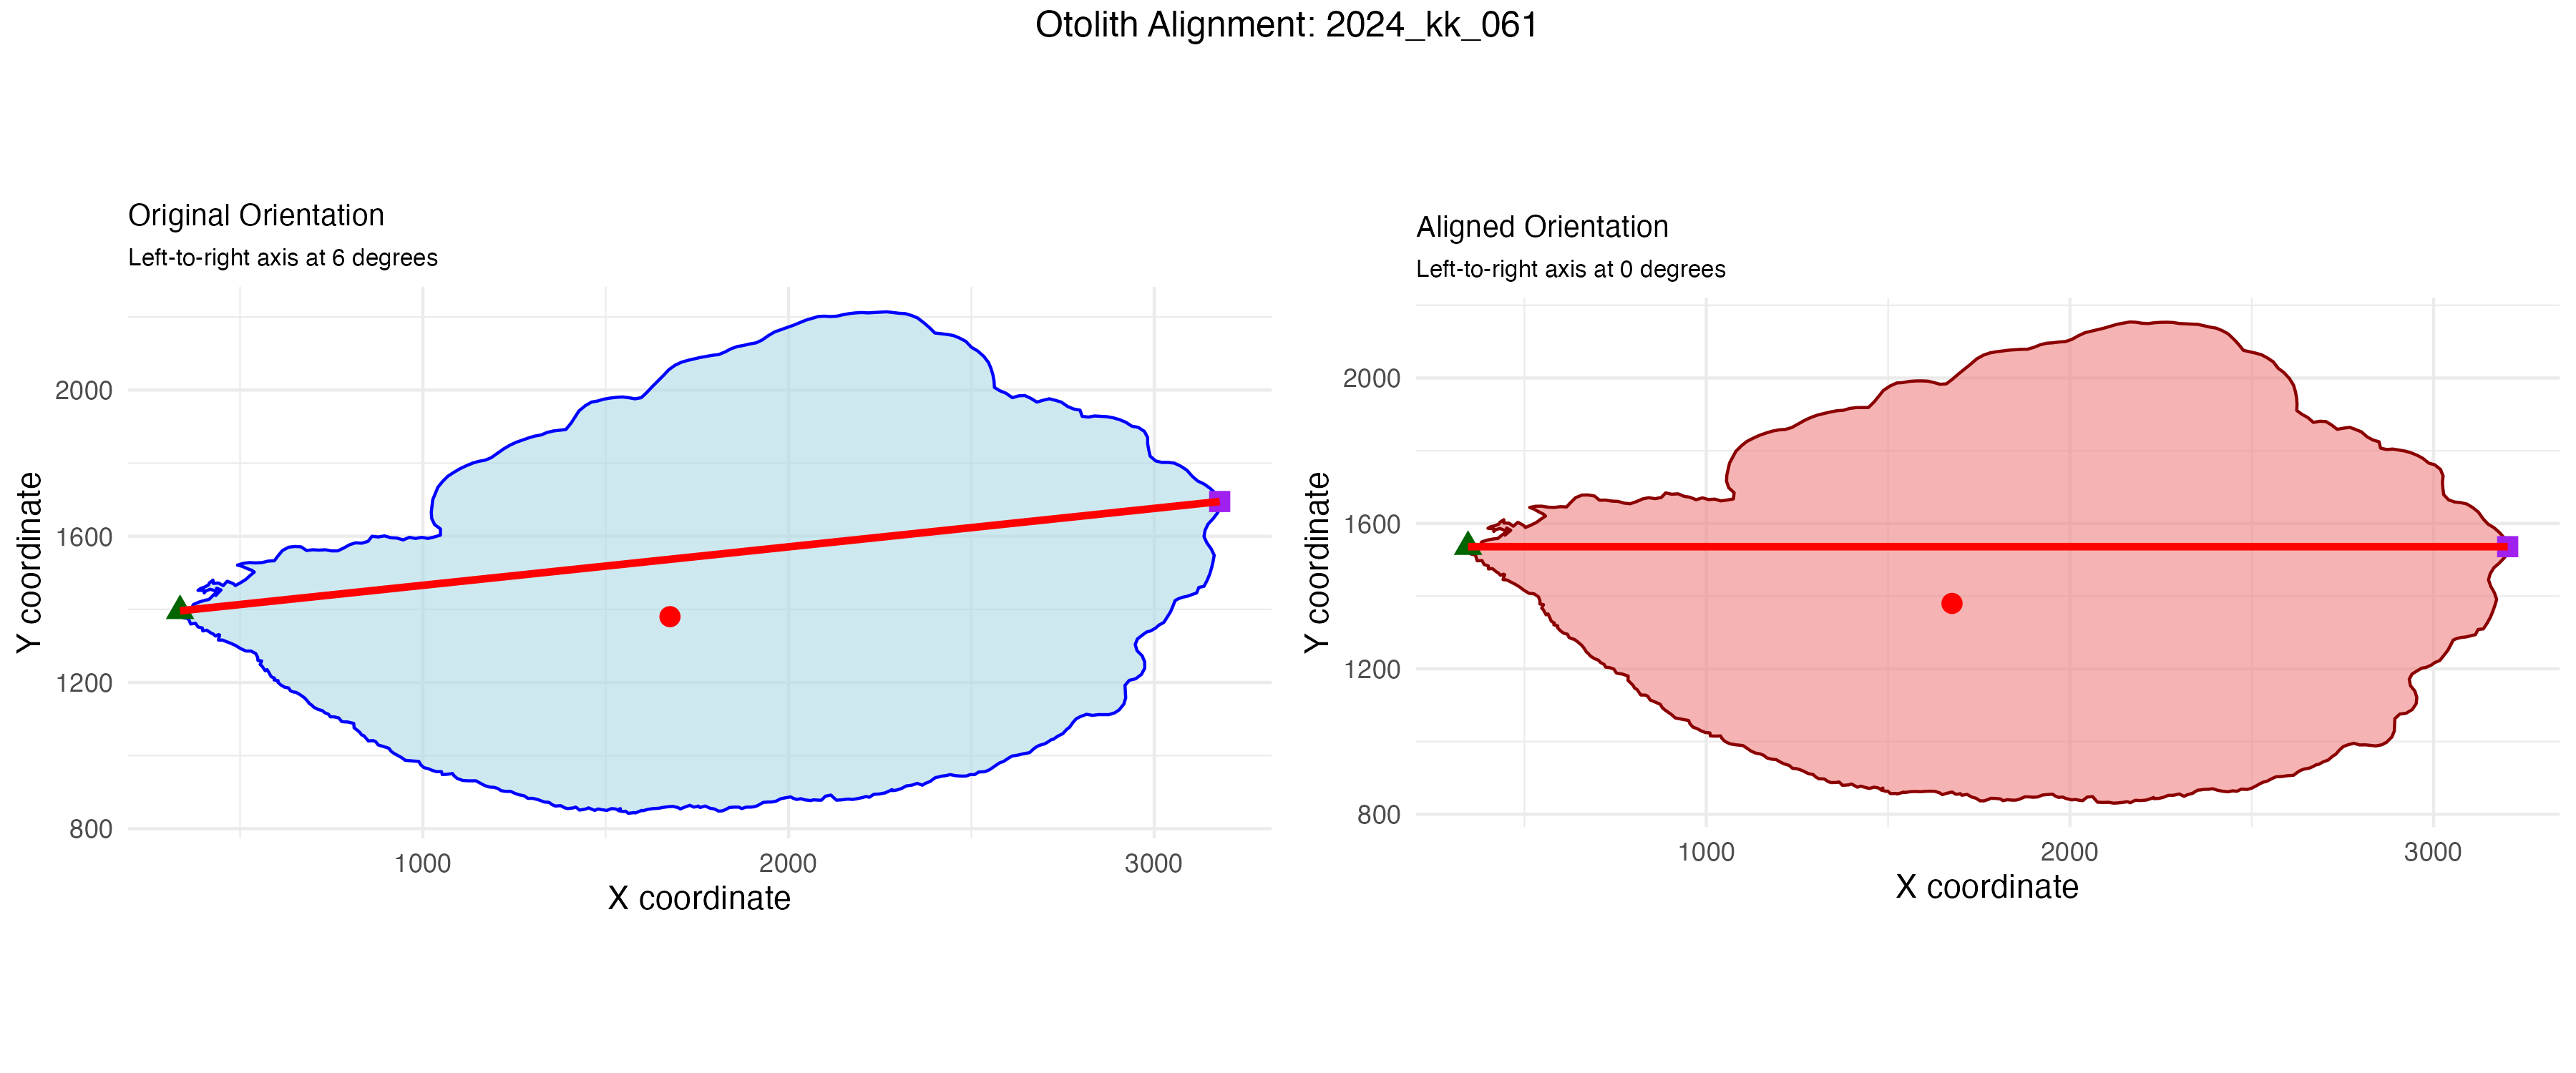 Otolith Alignment: 2024_kk_061
Original Orientation
Left-to-right axis at 6 degrees
Y coordinate
2000
1600
1200
800
1000
2000
3000
X coordinate
Aligned Orientation
Left-to-right axis at 0 degrees
Y coordinate
2000
1600
1200
800
1000
2000
3000
X coordinate